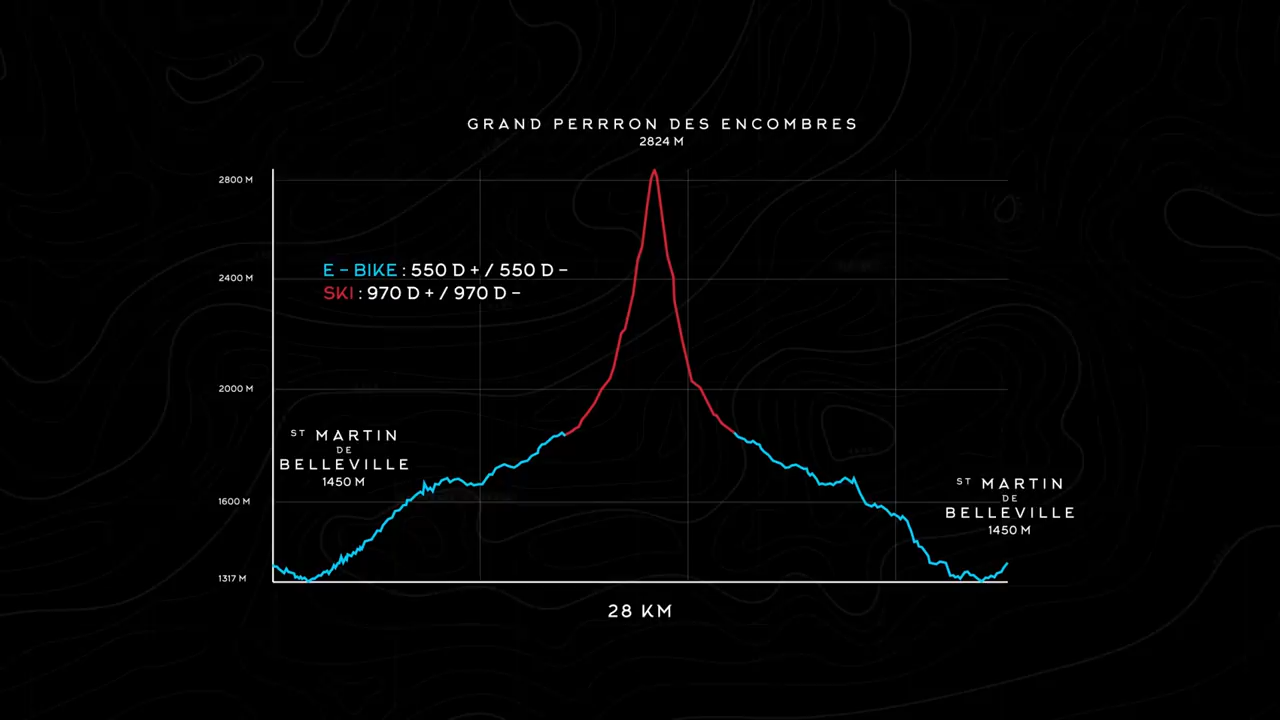 GRAND PERRRON DES ENCOMBRES
2824 M
2800 M
E - BIKE : 550 D + / 550 D -
2400 M
SKI : 970 D + / 970 D -
2000 M
ST MARTIN
DE
BELLEVILLE
1450 M
ST MARTIN
DE
BELLEVILLE
1450 M
1600 M
1317 M
28 KM